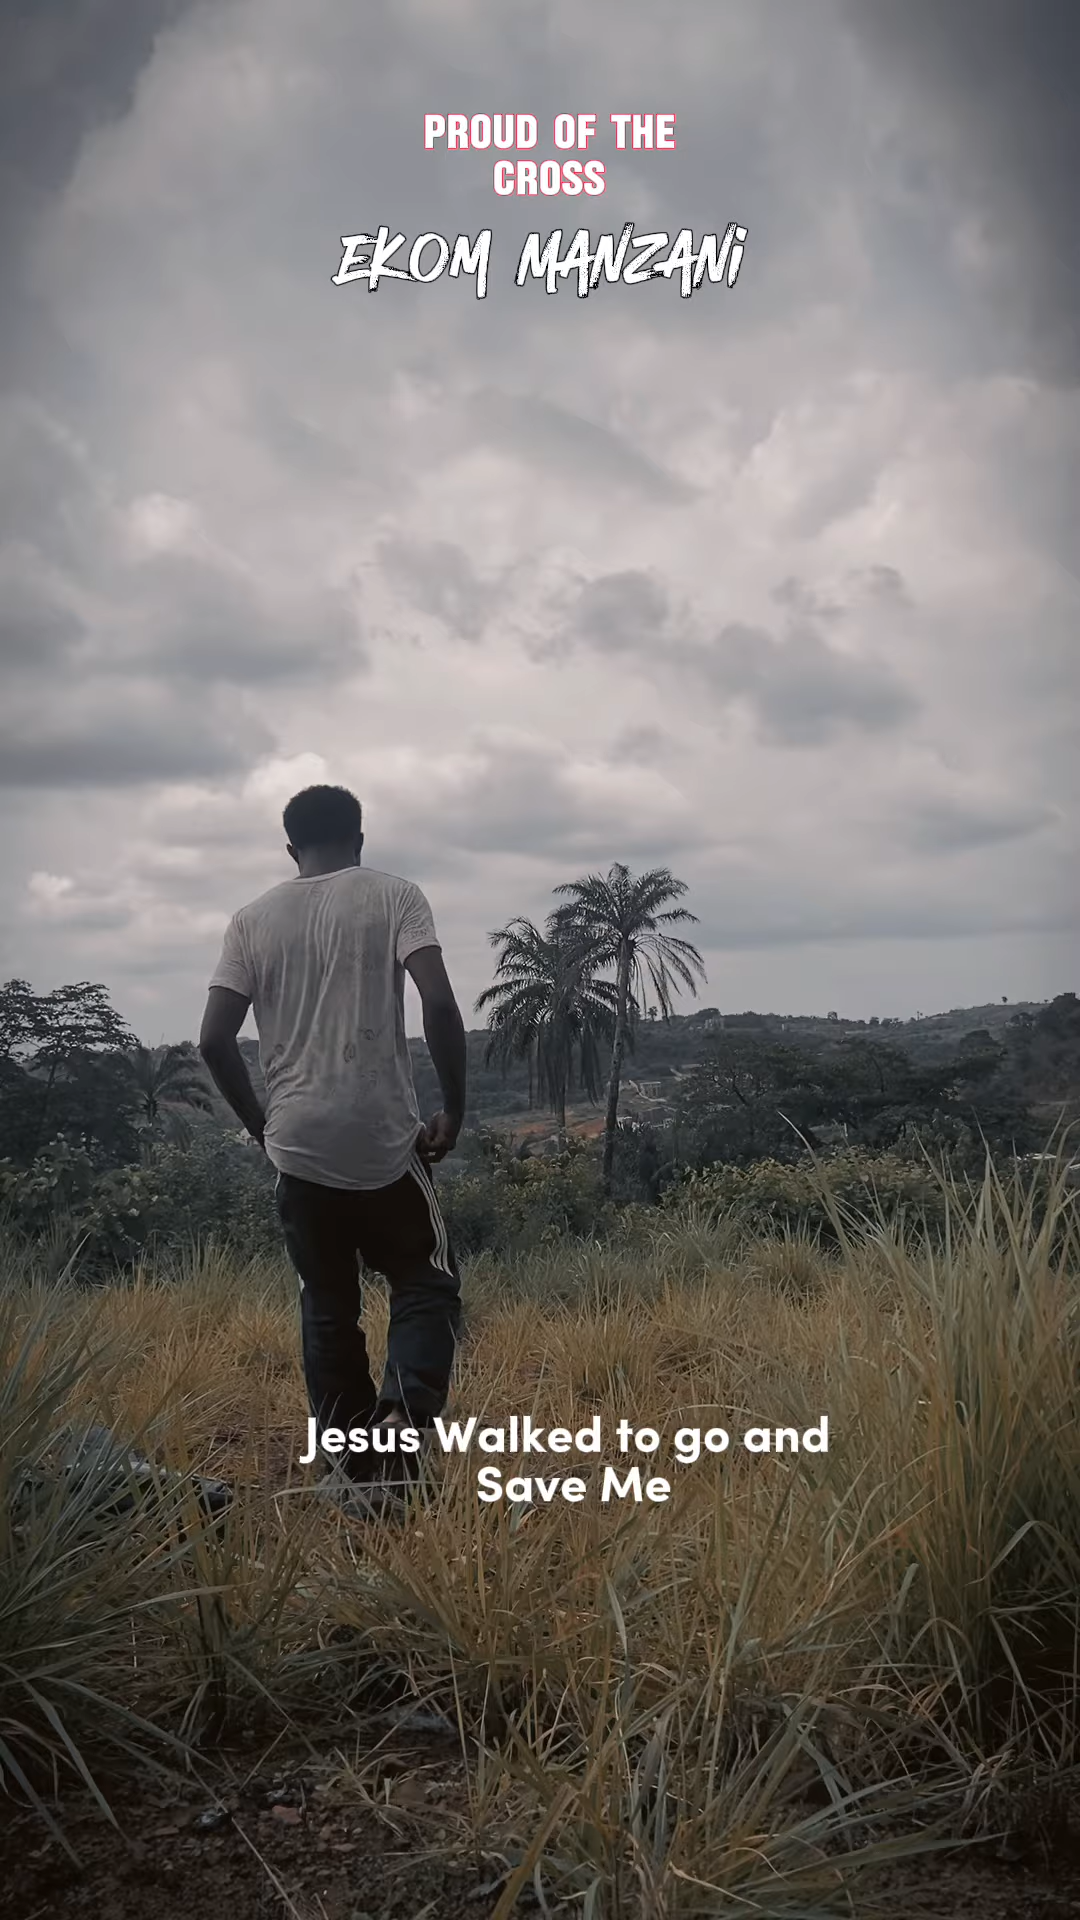 PROUD OF THE
CROSS
EKOM MANZANi
Jesus Walked to go and
Save Me